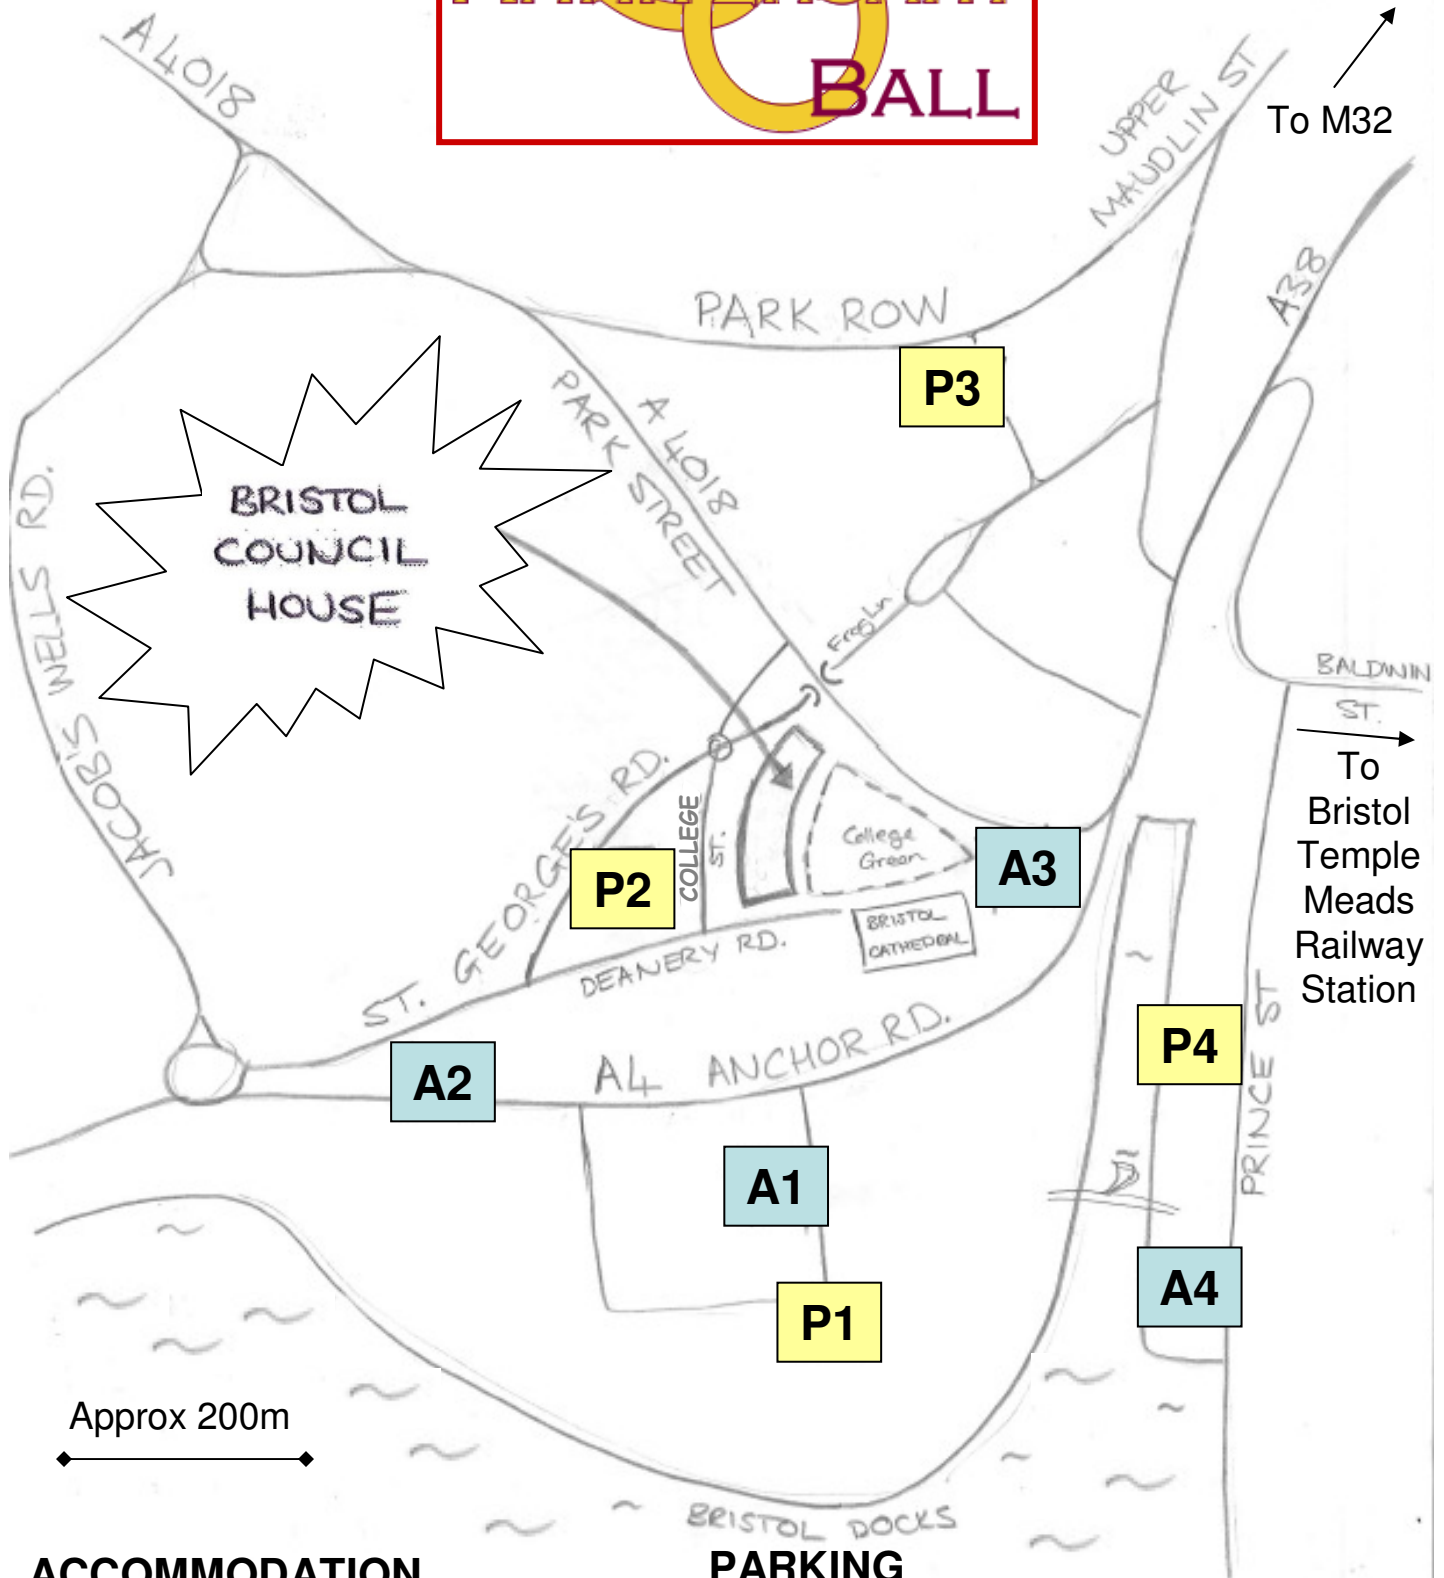 BALL
A4018
UPPER
MAUDLIN ST
To M32
A38
PARK ROW
P3
A4018
PARK STREET
BRISTOL
COUNCIL
HOUSE
JACOB'S WELLS RD.
Frog Ln
BALDWIN
ST.
To
Bristol
Temple
Meads
Railway
Station
ST. GEORGE'S RD.
COLLEGE
ST.
College
Green
A3
P2
BRISTOL
CATHEDRAL
DEANERY RD.
A4 ANCHOR RD.
A2
P4
PRINCE ST
A1
A4
P1
Approx 200m
BRISTOL DOCKS
ACCOMMODATION
PARKING